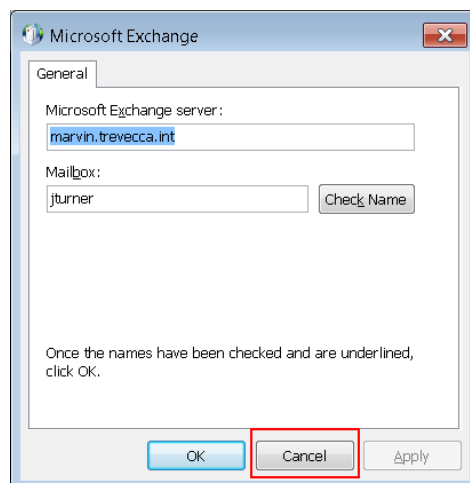 Microsoft Exchange
General
Microsoft Exchange server:
marvin.trevecca.int
Mailbox:
jturner
Check Name
Once the names have been checked and are underlined,
click OK.
OK Cancel Apply